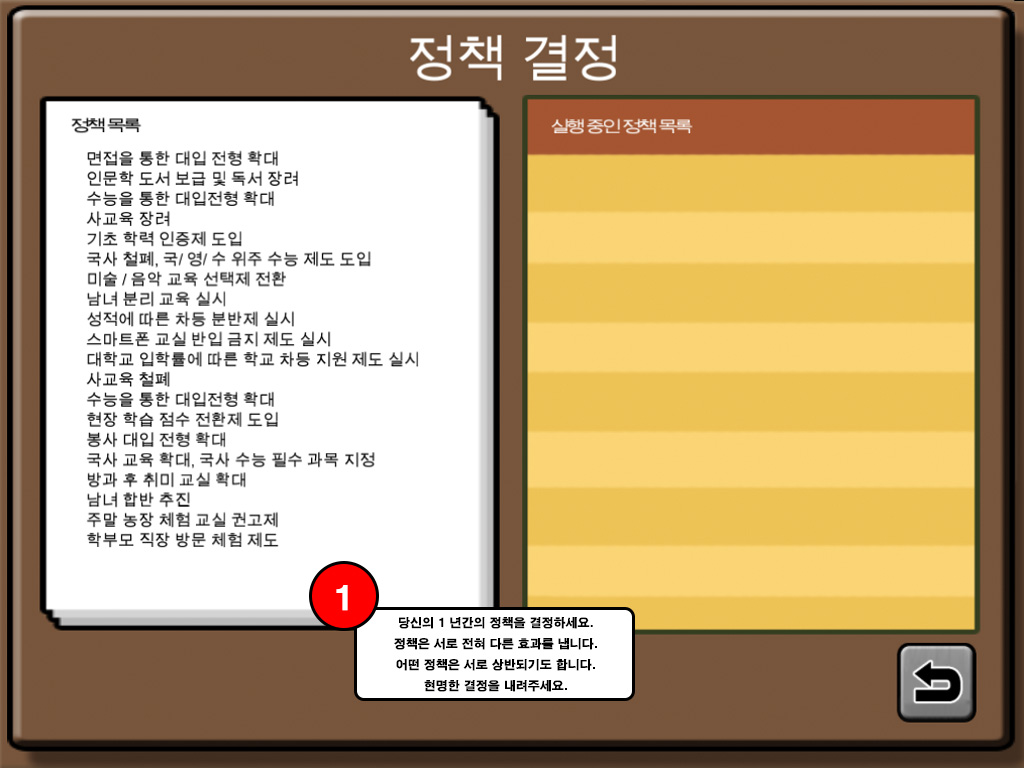 정책 결정
정책 목록
면접을 통한 대입 전형 확대
인문학 도서 보급 및 독서 장려
수능을 통한 대입전형 확대
사교육 장려
기초 학력 인증제 도입
국사 철폐, 국/ 영/ 수 위주 수능 제도 도입
미술 / 음악 교육 선택제 전환
남녀 분리 교육 실시
성적에 따른 차등 분반제 실시
스마트폰 교실 반입 금지 제도 실시
대학교 입학률에 따른 학교 차등 지원 제도 실시
사교육 철폐
수능을 통한 대입전형 확대
현장 학습 점수 전환제 도입
봉사 대입 전형 확대
국사 교육 확대, 국사 수능 필수 과목 지정
방과 후 취미 교실 확대
남녀 합반 추진
주말 농장 체험 교실 권고제
학부모 직장 방문 체험 제도
실행 중인 정책 목록
1
당신의 1 년간의 정책을 결정하세요.
정책은 서로 전혀 다른 효과를 냅니다.
어떤 정책은 서로 상반되기도 합니다.
현명한 결정을 내려주세요.